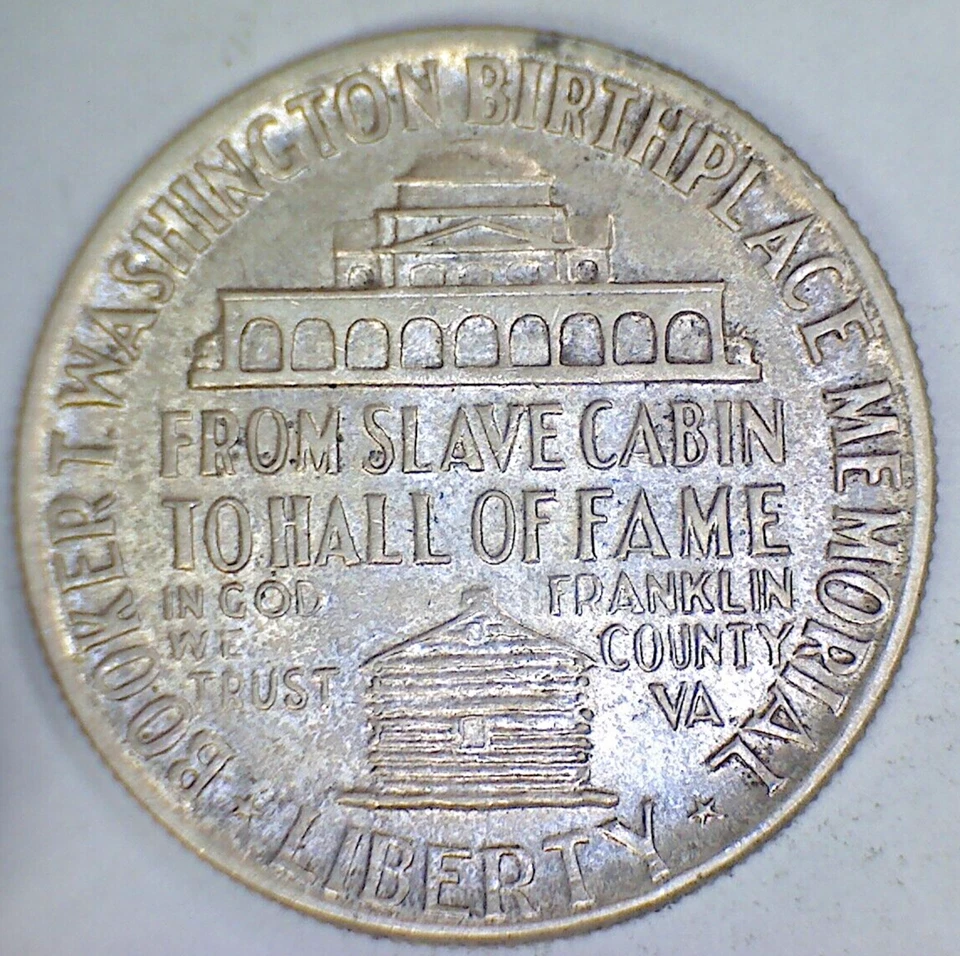 BOOKER T. WASHINGTON BIRTHPLACE MEMORIAL
FROM SLAVE CABIN
TO HALL OF FAME
IN GOD
WE
TRUST
FRANKLIN
COUNTY
VA
LIBERTY